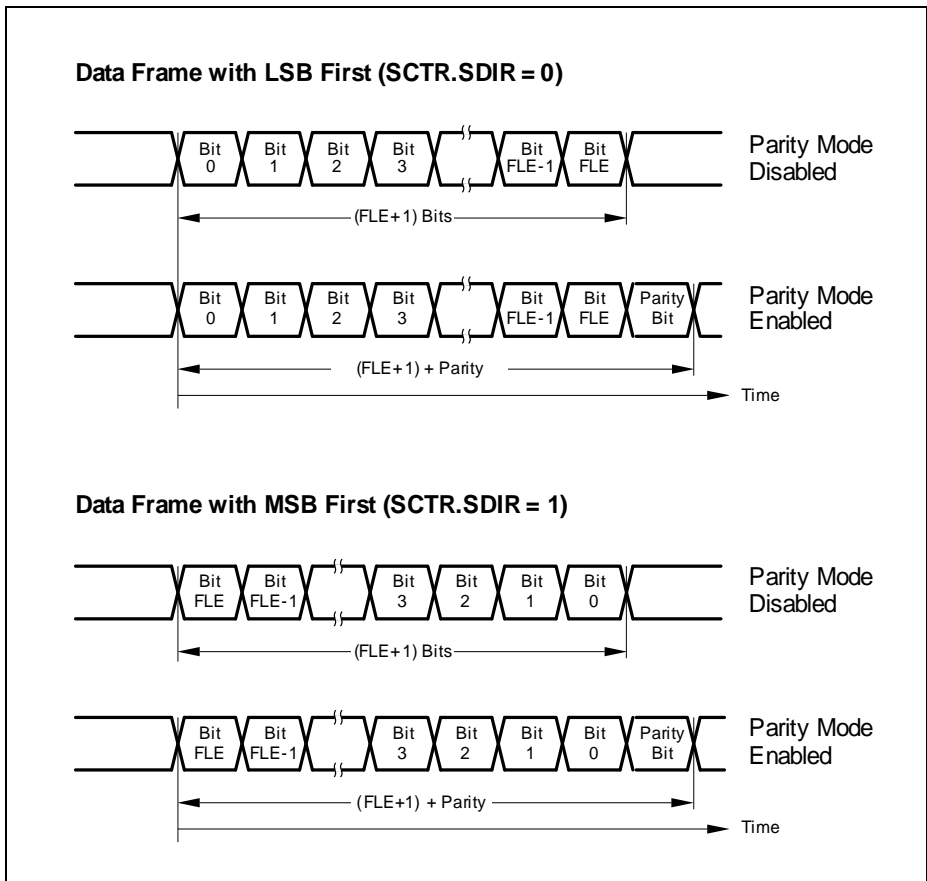 Data Frame with LSB First (SCTR.SDIR = 0)
Bit 0 Bit 1 Bit 2 Bit 3 Bit FLE-1 Bit FLE
Parity Mode Disabled
(FLE+1) Bits
Bit 0 Bit 1 Bit 2 Bit 3 Bit FLE-1 Bit FLE Parity Bit
Parity Mode Enabled
(FLE+1) + Parity
Time
Data Frame with MSB First (SCTR.SDIR = 1)
Bit FLE Bit FLE-1 Bit 3 Bit 2 Bit 1 Bit 0
Parity Mode Disabled
(FLE+1) Bits
Bit FLE Bit FLE-1 Bit 3 Bit 2 Bit 1 Bit 0 Parity Bit
Parity Mode Enabled
(FLE+1) + Parity
Time